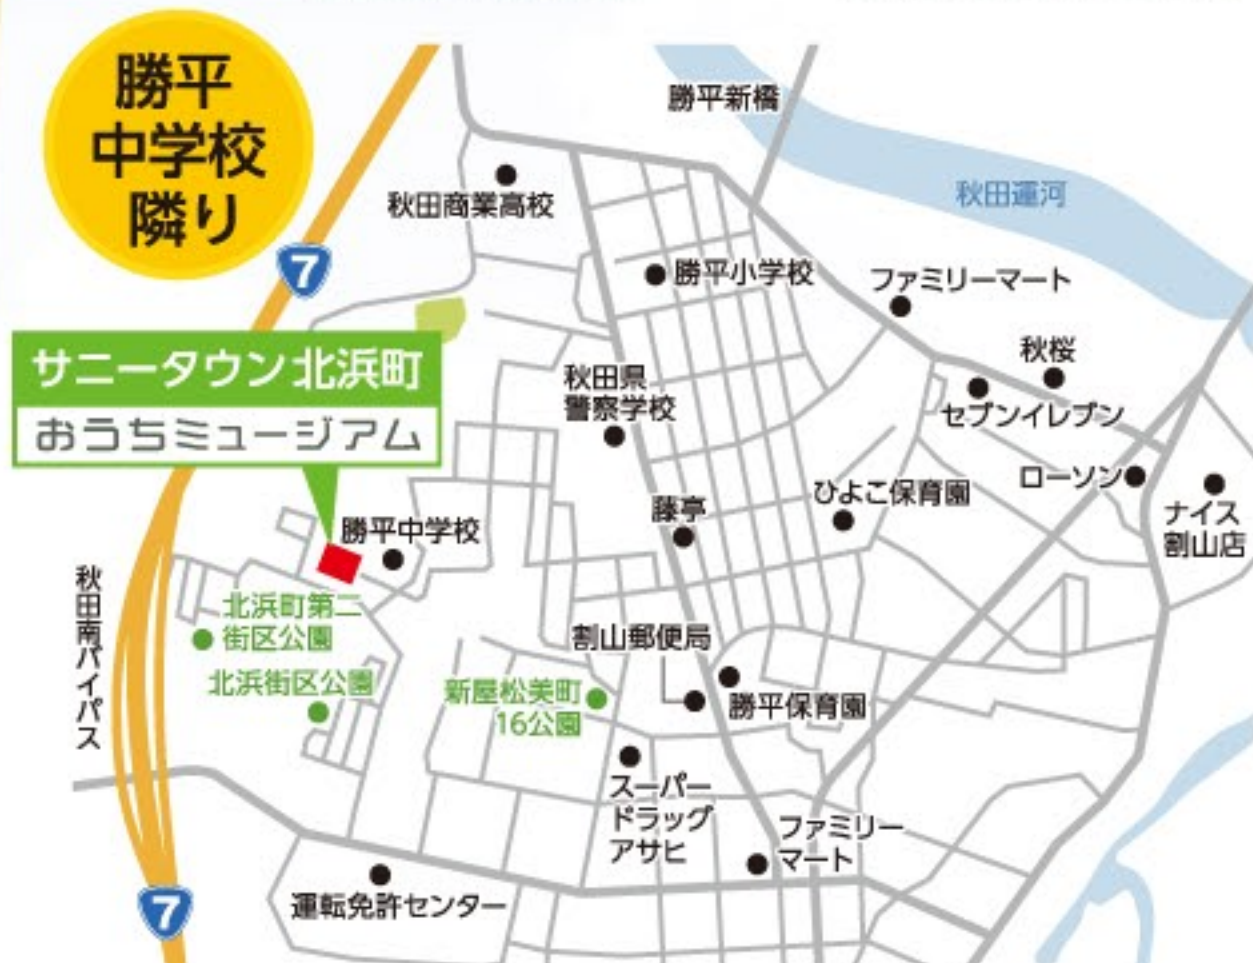 勝平
中学校
隣り
勝平新橋
秋田運河
秋田商業高校
7
勝平小学校
ファミリーマート
サニータウン北浜町
おうちミュージアム
秋桜
秋田県
警察学校
セブンイレブン
ローソン
ひよこ保育園
藤亭
ナイス
割山店
勝平中学校
秋田南バイパス
北浜町第二
街区公園
割山郵便局
北浜街区公園
新屋松美町
16公園
勝平保育園
スーパー
ドラッグ
アサヒ
ファミリー
マート
運転免許センター
7